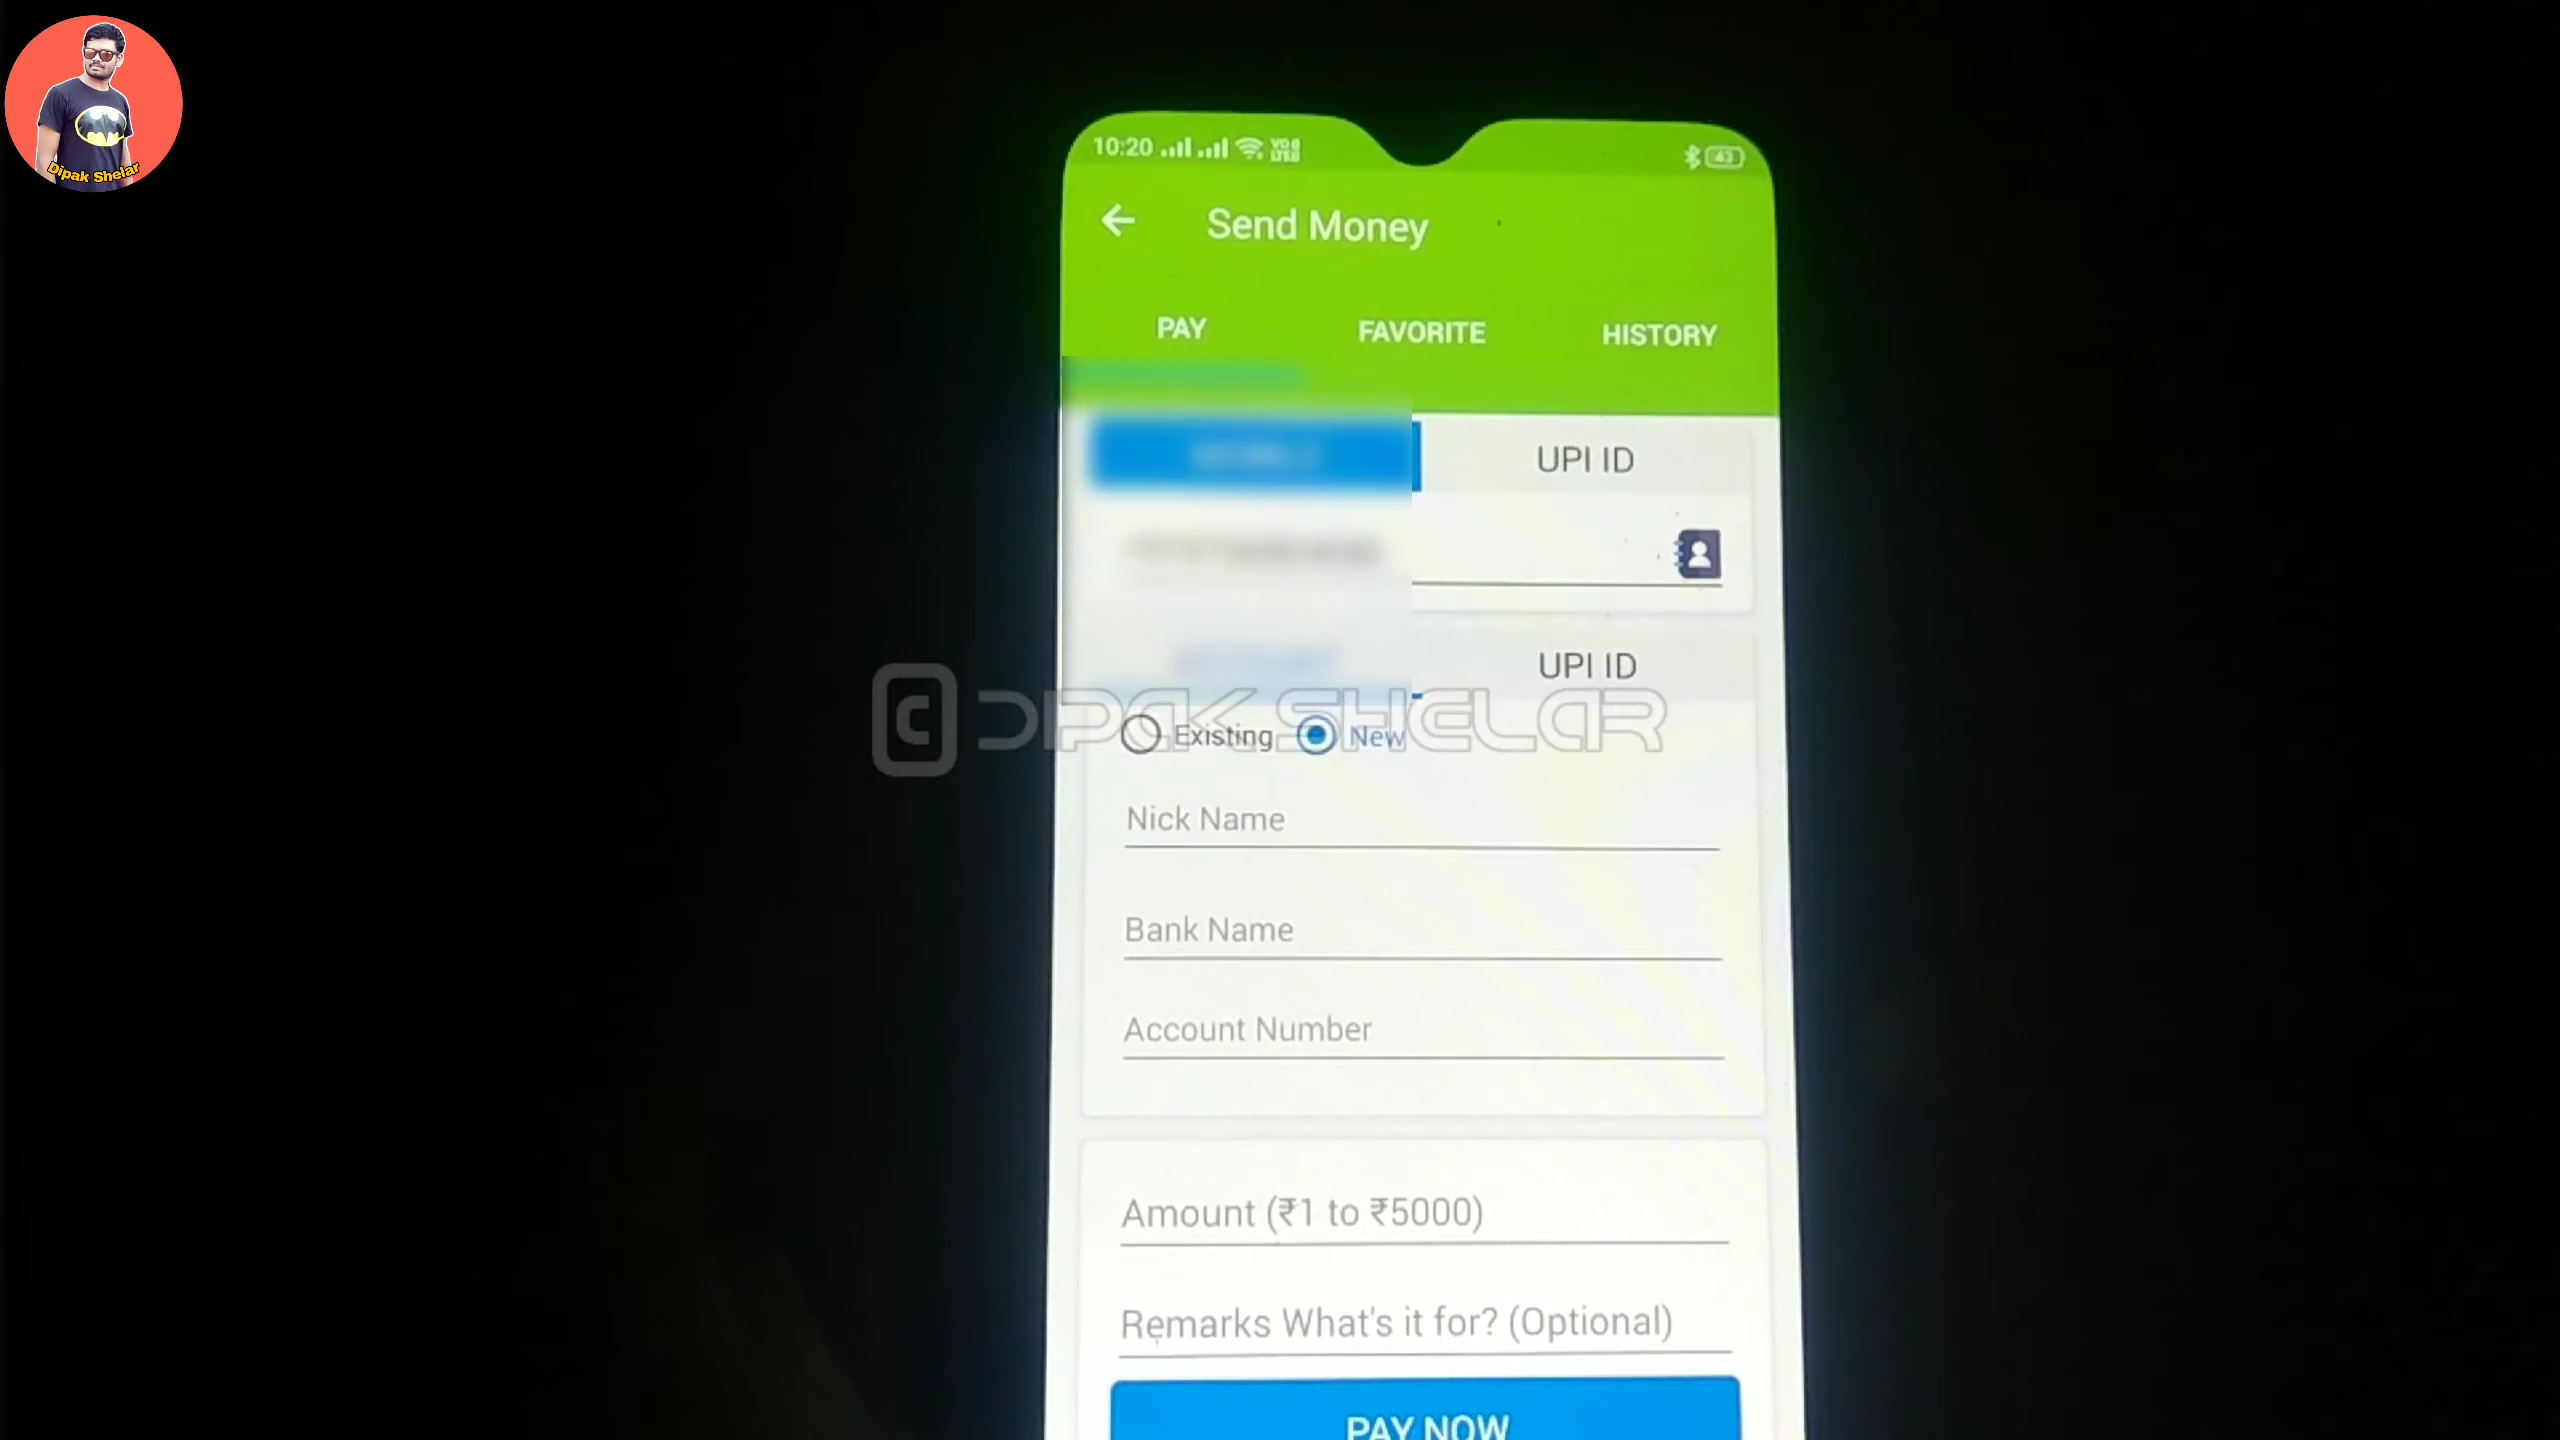 Dipak Shelar
10:20
43
Send Money
PAY
FAVORITE
HISTORY
UPI ID
UPI ID
DIPAK SHELAR
Existing
New
Nick Name
Bank Name
Account Number
Amount (₹1 to ₹5000)
Remarks What's it for? (Optional)
PAY NOW